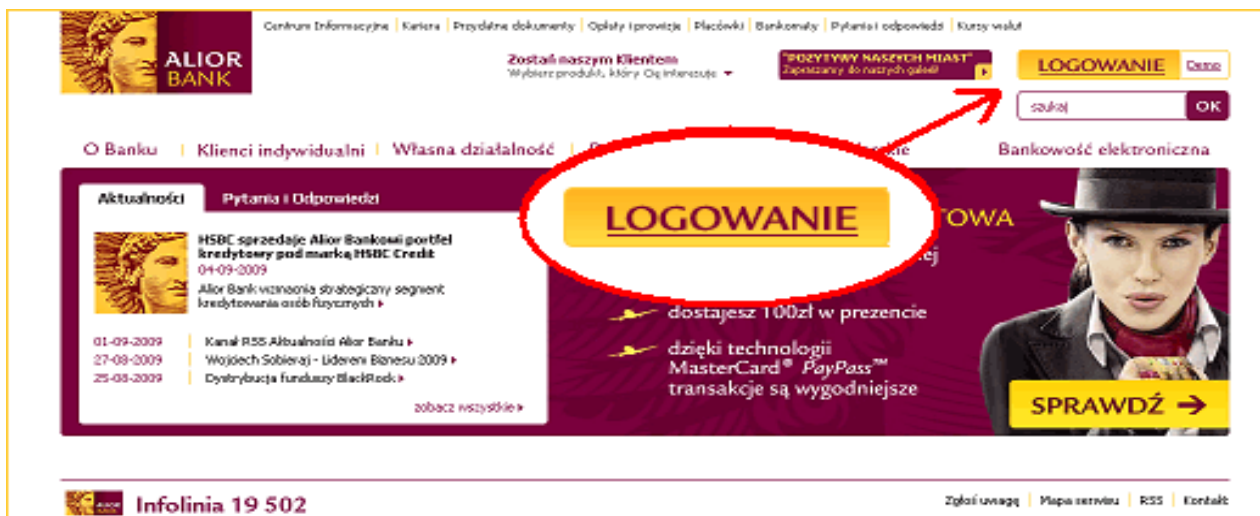 Centrum Informacyjne | Kariera | Przydatne dokumenty | Opłaty i prowizje | Placówki | Bankomaty | Pytania i odpowiedzi | Kursy walut
ALIOR
BANK
Zostań naszym Klientem
Wybierz produkt, który Cię interesuje
"POZYTYWY NASZYCH MIAST"
Zapraszamy do naszych galerii!
LOGOWANIE
Demo
szukaj
OK
O Banku | Klienci indywidualni | Własna działalność
Bankowość elektroniczna
Aktualności
Pytania i Odpowiedzi
HSBC sprzedaje Alior Bankowi portfel
kredytowy pod marką HSBC Credit
04-09-2009
Alior Bank wzmacnia strategiczny segment
kredytowania osób fizycznych
01-09-2009 | Kanał RSS Aktualności Alior Banku
27-08-2009 | Wojciech Sobieraj - Liderem Biznesu 2009
25-08-2009 | Dystrybucja funduszy BlackRock
zobacz wszystkie
LOGOWANIE
TOWA
ej
dostajesz 100zł w prezencie
dzięki technologii
MasterCard® PayPass™
transakcje są wygodniejsze
SPRAWDŹ →
ALIOR
Infolinia 19 502
Zgłoś uwagę | Mapa serwisu | RSS | Kontakt